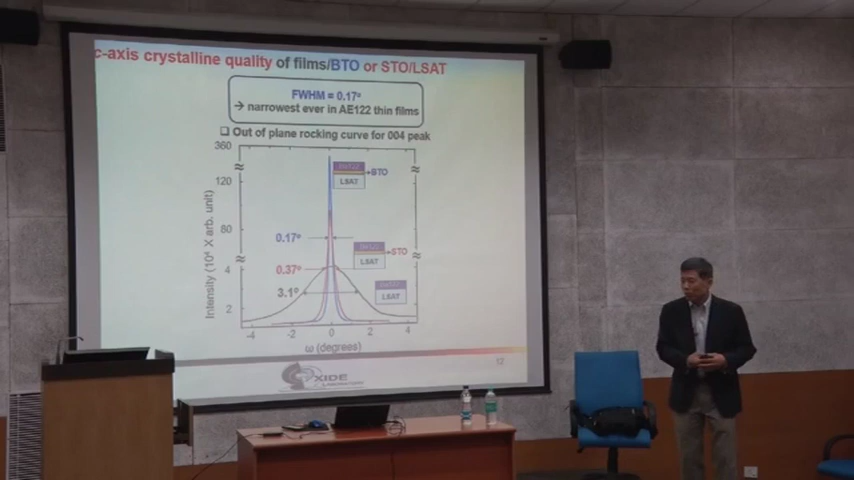 c-axis crystalline quality of films/BTO or STO/LSAT
FWHM = 0.17°
→ narrowest ever in AE122 thin films
❑ Out of plane rocking curve for 004 peak
360
120
80
4
2
Intensity (10⁴ X arb. unit)
BTO
LSAT
0.17°
STO
LSAT
0.37°
3.1°
LSAT
-4 -2 0 2 4
ω (degrees)
12
OXIDE